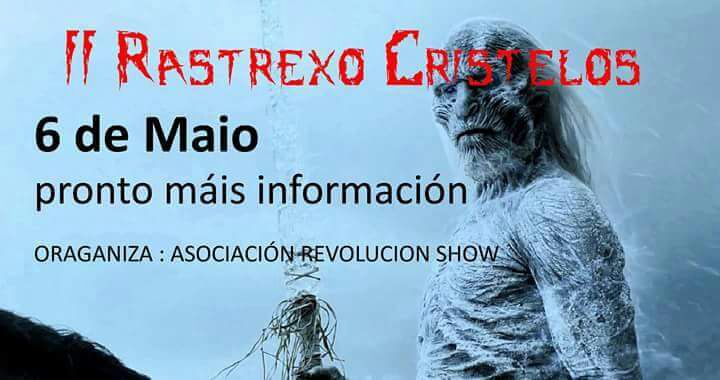 II Rastrexo Cristelos
6 de Maio
pronto máis información
ORAGANIZA : ASOCIACIÓN REVOLUCION SHOW